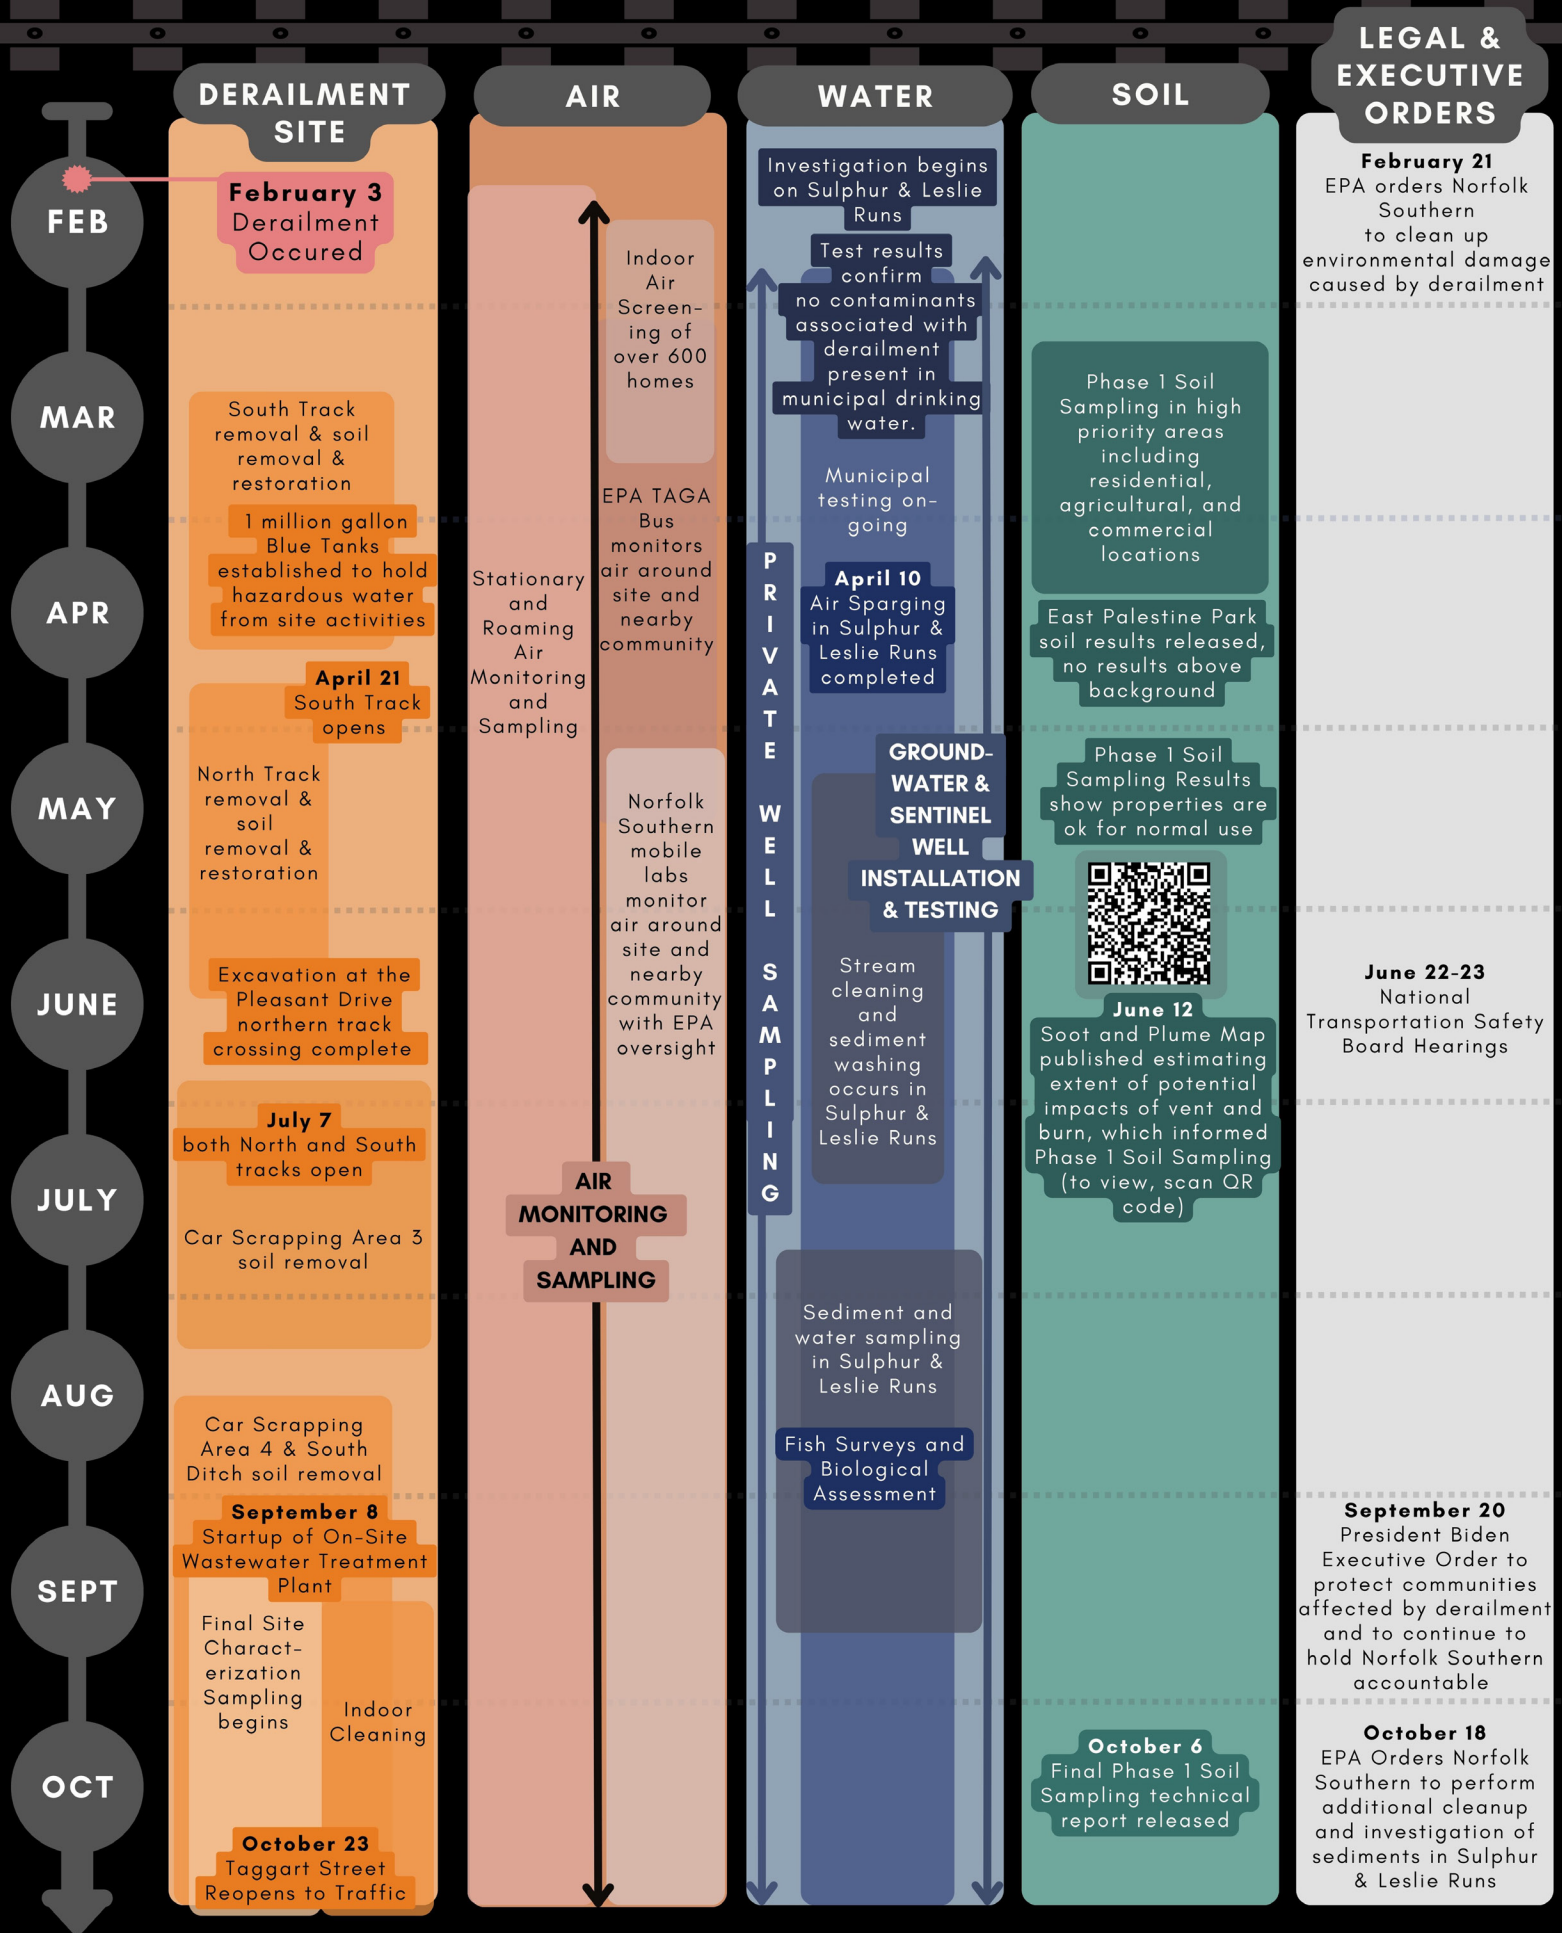 DERAILMENT
SITE
AIR
WATER
SOIL
LEGAL &
EXECUTIVE
ORDERS
FEB
MAR
APR
MAY
JUNE
JULY
AUG
SEPT
OCT
February 3
Derailment
Occured
South Track
removal & soil
removal &
restoration
1 million gallon
Blue Tanks
established to hold
hazardous water
from site activities
April 21
South Track
opens
North Track
removal &
soil
removal &
restoration
Excavation at the
Pleasant Drive
northern track
crossing complete
July 7
both North and South
tracks open
Car Scrapping Area 3
soil removal
Car Scrapping
Area 4 & South
Ditch soil removal
September 8
Startup of On-Site
Wastewater Treatment
Plant
Final Site
Charact-
erization
Sampling
begins
Indoor
Cleaning
October 23
Taggart Street
Reopens to Traffic
Stationary
and
Roaming
Air
Monitoring
and
Sampling
Indoor
Air
Screen-
ing of
over 600
homes
EPA TAGA
Bus
monitors
air around
site and
nearby
community
Norfolk
Southern
mobile
labs
monitor
air around
site and
nearby
community
with EPA
oversight
AIR
MONITORING
AND
SAMPLING
Investigation begins
on Sulphur & Leslie
Runs
Test results
confirm
no contaminants
associated with
derailment
present in
municipal drinking
water.
Municipal
testing on-
going
April 10
Air Sparging
in Sulphur &
Leslie Runs
completed
PRIVATE WELL SAMPLING
GROUND-
WATER &
SENTINEL
WELL
INSTALLATION
& TESTING
Stream
cleaning
and
sediment
washing
occurs in
Sulphur &
Leslie Runs
Sediment and
water sampling
in Sulphur &
Leslie Runs
Fish Surveys and
Biological
Assessment
Phase 1 Soil
Sampling in high
priority areas
including
residential,
agricultural, and
commercial
locations
East Palestine Park
soil results released,
no results above
background
Phase 1 Soil
Sampling Results
show properties are
ok for normal use
June 12
Soot and Plume Map
published estimating
extent of potential
impacts of vent and
burn, which informed
Phase 1 Soil Sampling
(to view, scan QR
code)
October 6
Final Phase 1 Soil
Sampling technical
report released
February 21
EPA orders Norfolk
Southern
to clean up
environmental damage
caused by derailment
June 22-23
National
Transportation Safety
Board Hearings
September 20
President Biden
Executive Order to
protect communities
affected by derailment
and to continue to
hold Norfolk Southern
accountable
October 18
EPA Orders Norfolk
Southern to perform
additional cleanup
and investigation of
sediments in Sulphur
& Leslie Runs